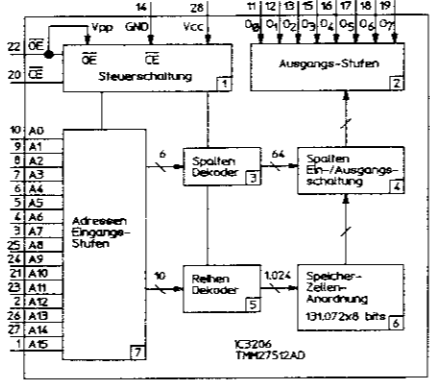 14 28 11 12 13 15 16 17 18 19
Vpp GND Vcc O0 O1 O2 O3 O4 O5 O6 O7
22 OE
OE CE
Steuerschaltung
1
20 CE
Ausgangs-Stufen
2
10 A0
9 A1
8 A2
7 A3
6 A4
5 A5
4 A6
3 A7
25 A8
24 A9
21 A10
23 A11
2 A12
26 A13
27 A14
1 A15
Adressen
Eingangs-
Stufen
7
6
Spalten
Dekoder
3
64
Spalten
Ein-/Ausgangs-
schaltung
4
10
Reihen
Dekoder
5
1,024
Speicher-
Zellen-
Anordnung
131,072x8 bits
6
IC3206
TMM27512AD